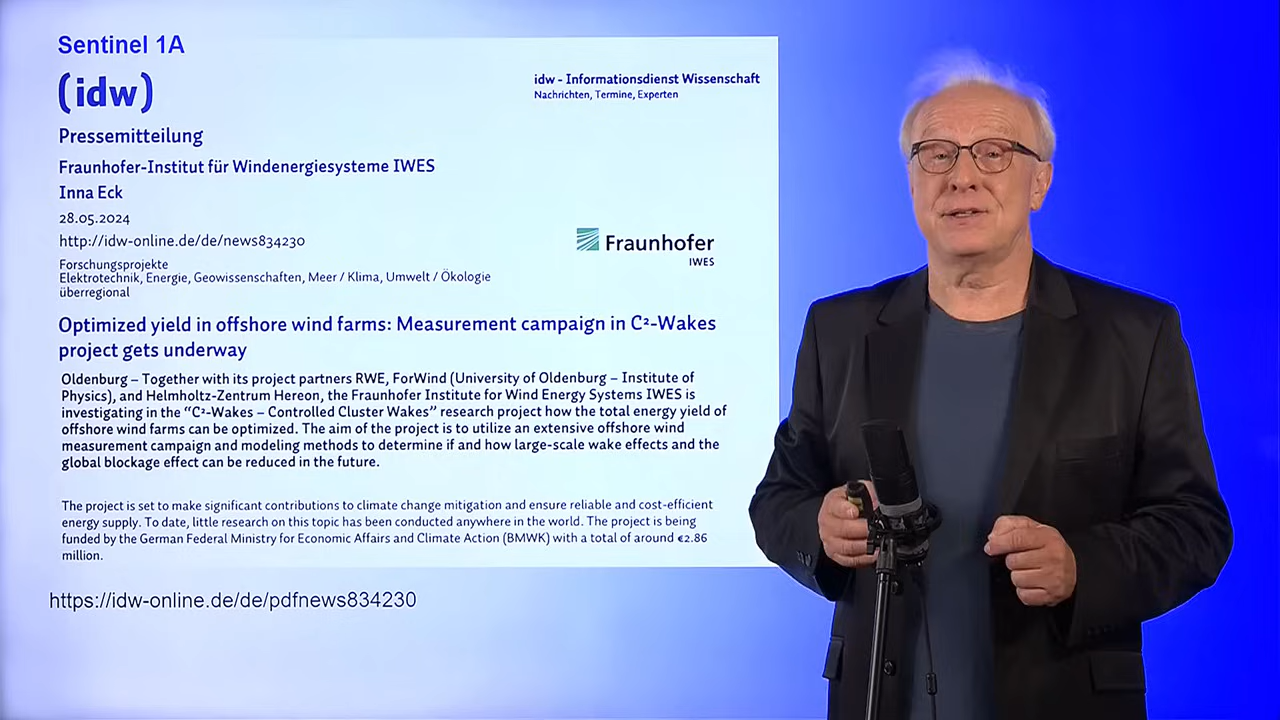 Sentinel 1A
(idw)
idw - Informationsdienst Wissenschaft
Nachrichten, Termine, Experten
Pressemitteilung
Fraunhofer-Institut für Windenergiesysteme IWES
Inna Eck
28.05.2024
http://idw-online.de/de/news834230
Fraunhofer
IWES
Forschungsprojekte
Elektrotechnik, Energie, Geowissenschaften, Meer / Klima, Umwelt / Ökologie
überregional
Optimized yield in offshore wind farms: Measurement campaign in C²-Wakes
project gets underway
Oldenburg – Together with its project partners RWE, ForWind (University of Oldenburg – Institute of
Physics), and Helmholtz-Zentrum Hereon, the Fraunhofer Institute for Wind Energy Systems IWES is
investigating in the “C²-Wakes – Controlled Cluster Wakes” research project how the total energy yield of
offshore wind farms can be optimized. The aim of the project is to utilize an extensive offshore wind
measurement campaign and modeling methods to determine if and how large-scale wake effects and the
global blockage effect can be reduced in the future.
The project is set to make significant contributions to climate change mitigation and ensure reliable and cost-efficient
energy supply. To date, little research on this topic has been conducted anywhere in the world. The project is being
funded by the German Federal Ministry for Economic Affairs and Climate Action (BMWK) with a total of around €2.86
million.
https://idw-online.de/de/pdfnews834230